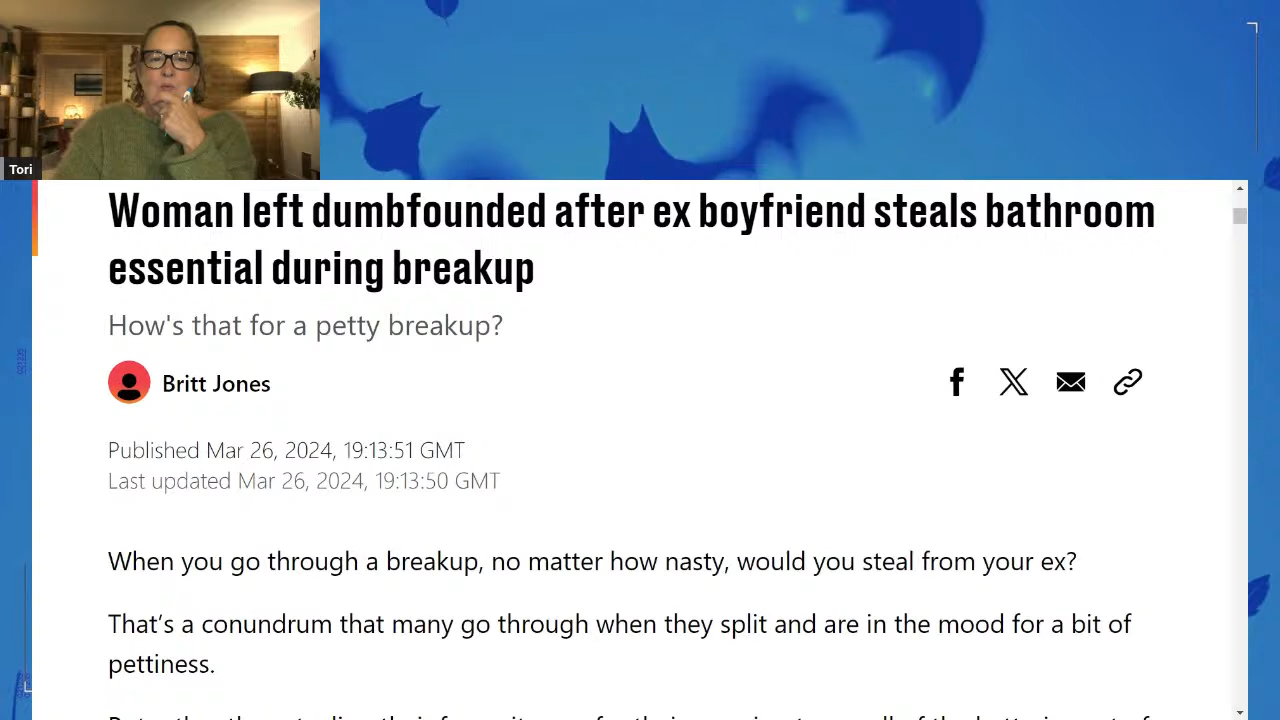 Tori
Woman left dumbfounded after ex boyfriend steals bathroom
essential during breakup
How's that for a petty breakup?
Britt Jones
Published Mar 26, 2024, 19:13:51 GMT
Last updated Mar 26, 2024, 19:13:50 GMT
When you go through a breakup, no matter how nasty, would you steal from your ex?
That’s a conundrum that many go through when they split and are in the mood for a bit of
pettiness.